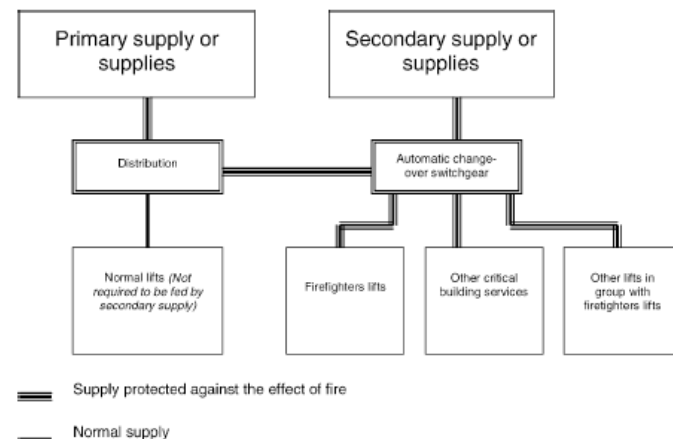 Primary supply or
supplies
Secondary supply or
supplies
Distribution
Automatic change-
over switchgear
Normal lifts (Not
required to be fed by
secondary supply)
Firefighters lifts
Other critical
building services
Other lifts in
group with
firefighters lifts
Supply protected against the effect of fire
Normal supply